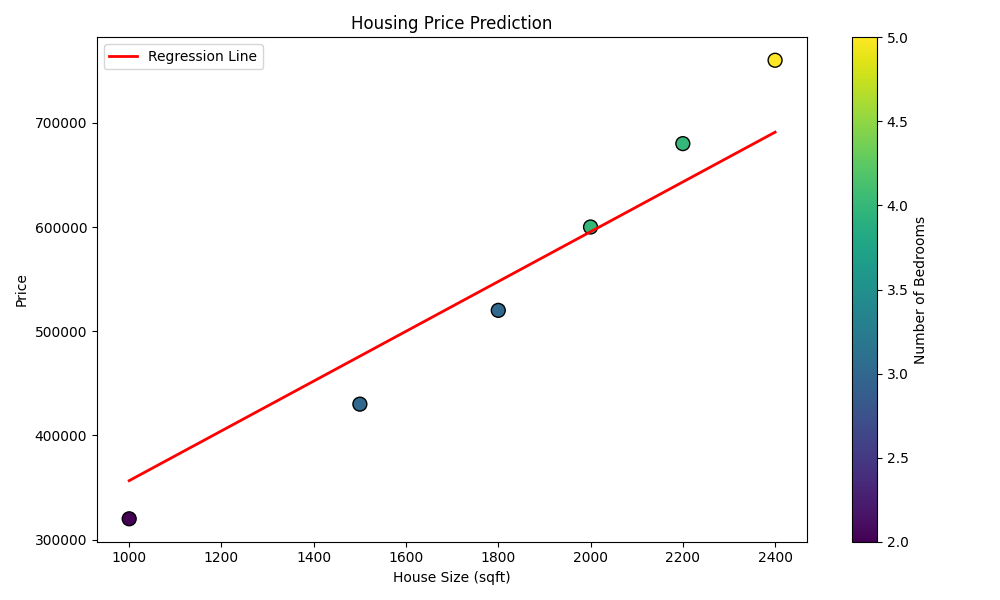 Housing Price Prediction
Regression Line
Price
700000
600000
500000
400000
300000
1000 1200 1400 1600 1800 2000 2200 2400
House Size (sqft)
5.0
4.5
4.0
3.5
3.0
2.5
2.0
Number of Bedrooms